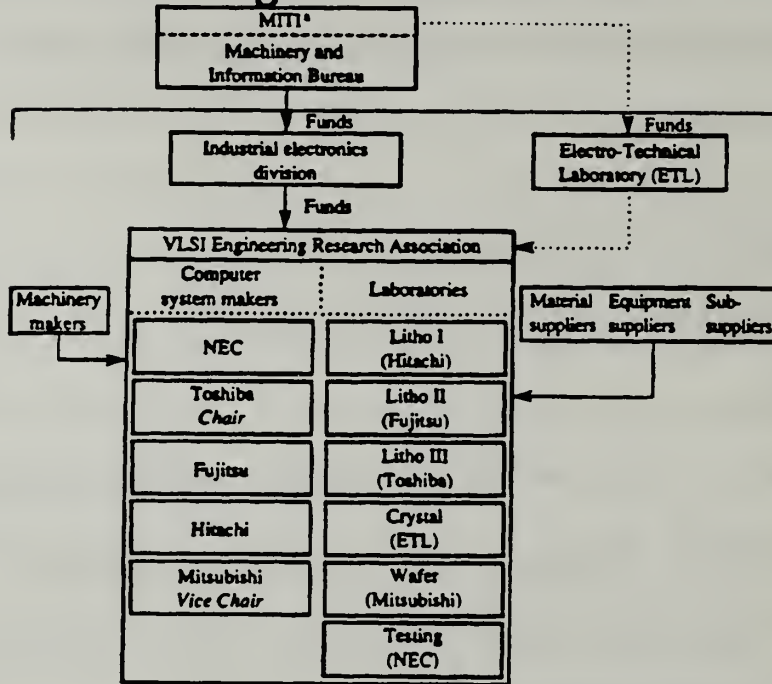 MITIª
Machinery and
Information Bureau
Funds
Funds
Industrial electronics
division
Electro-Technical
Laboratory (ETL)
Funds
VLSI Engineering Research Association
Computer
system makers
Laboratories
Machinery
makers
Material Equipment Sub-
suppliers suppliers suppliers
NEC
Litho I
(Hitachi)
Toshiba
Chair
Litho II
(Fujitsu)
Fujitsu
Litho III
(Toshiba)
Hitachi
Crystal
(ETL)
Mitsubishi
Vice Chair
Wafer
(Mitsubishi)
Testing
(NEC)